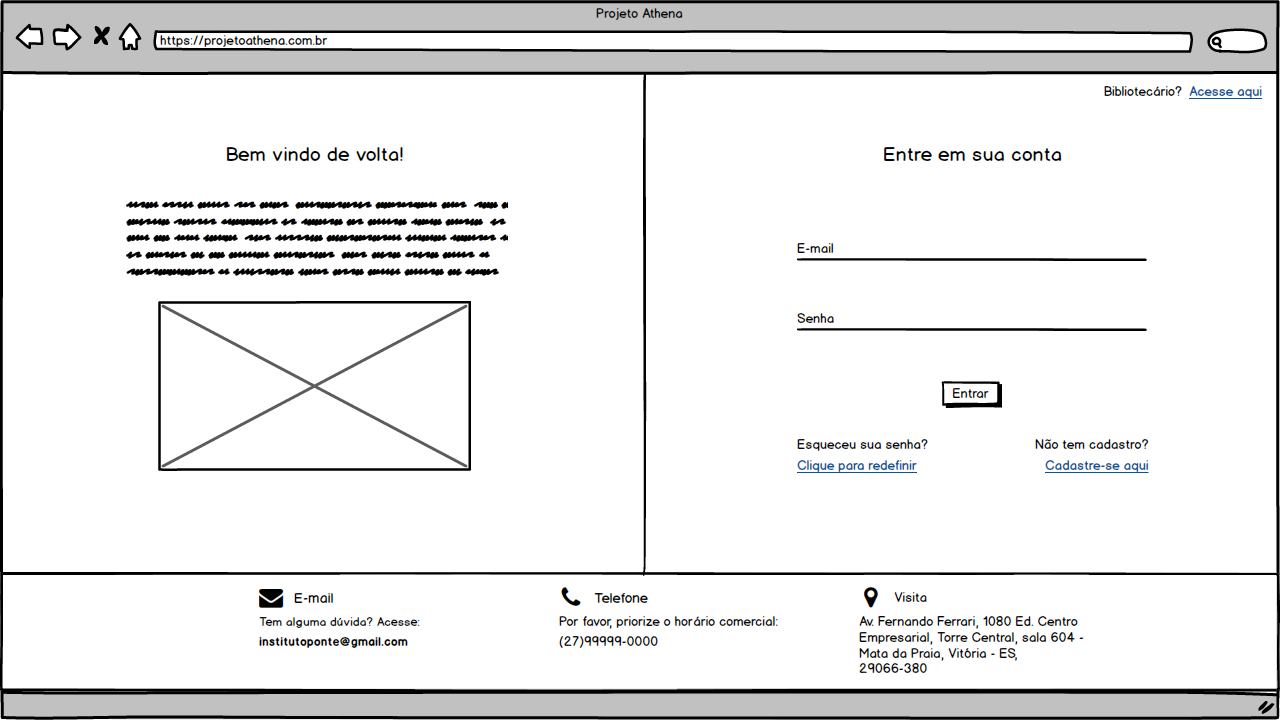 Projeto Athena
https://projetoathena.com.br
Bibliotecário? Acesse aqui
Bem vindo de volta!
Entre em sua conta
E-mail
Senha
Entrar
Esqueceu sua senha?
Clique para redefinir
Não tem cadastro?
Cadastre-se aqui
E-mail
Tem alguma dúvida? Acesse:
institutoponte@gmail.com
Telefone
Por favor, priorize o horário comercial:
(27)99999-0000
Visita
Av. Fernando Ferrari, 1080 Ed. Centro
Empresarial, Torre Central, sala 604 -
Mata da Praia, Vitória - ES,
29066-380